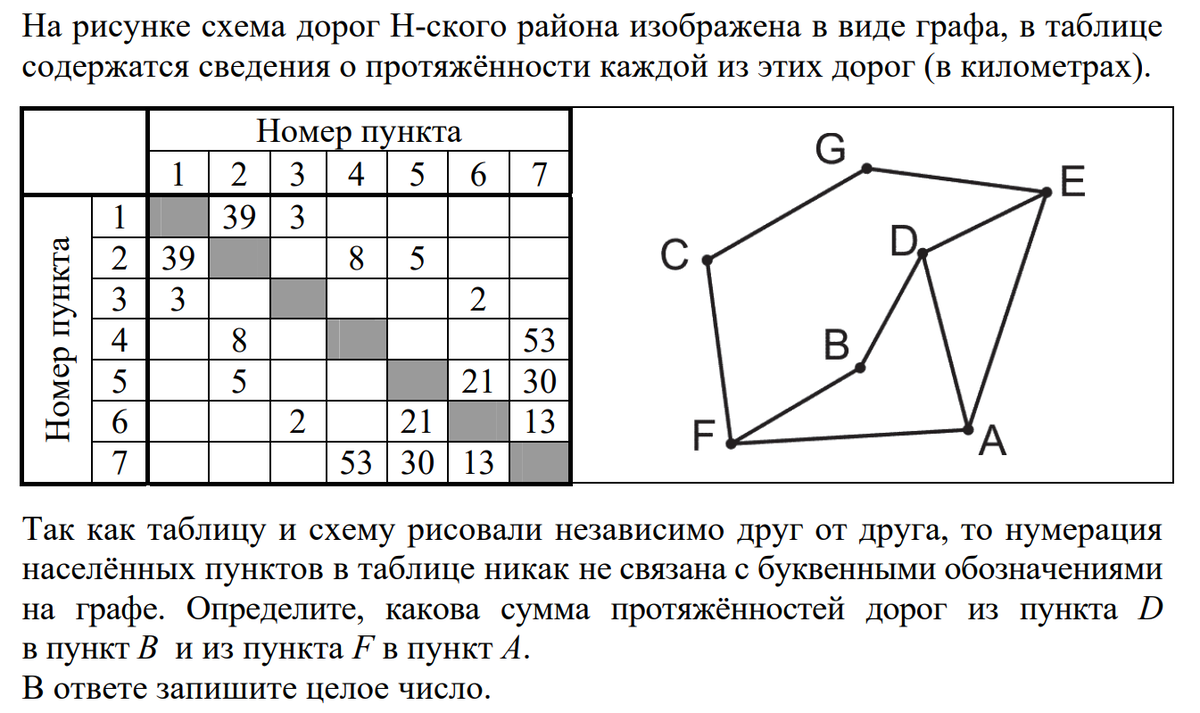 На рисунке схема дорог Н-ского района изображена в виде графа, в таблице
содержатся сведения о протяжённости каждой из этих дорог (в километрах).
Номер пункта
1 2 3 4 5 6 7
Номер пункта
1 39 3
2 39 8 5
3 3 2
4 8 53
5 5 21 30
6 2 21 13
7 53 30 13
G
E
D
C
B
F
A
Так как таблицу и схему рисовали независимо друг от друга, то нумерация
населённых пунктов в таблице никак не связана с буквенными обозначениями
на графе. Определите, какова сумма протяжённостей дорог из пункта D
в пункт B и из пункта F в пункт A.
В ответе запишите целое число.